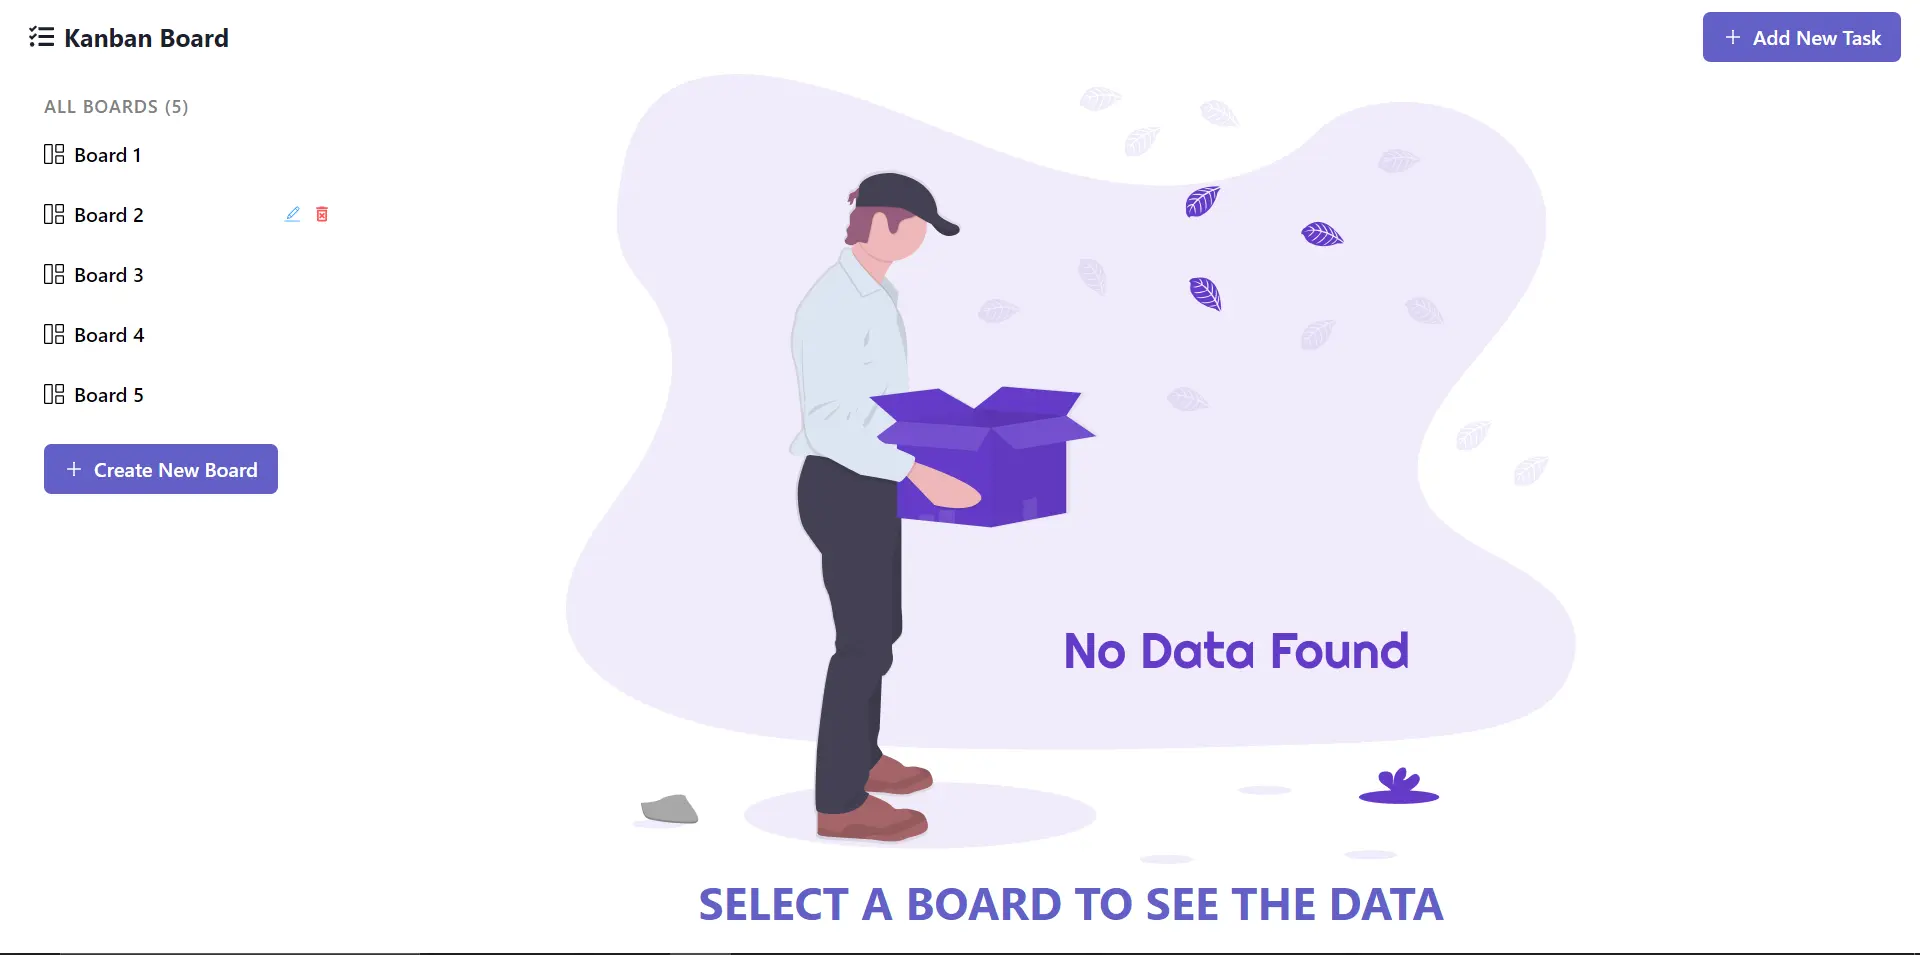 Kanban Board
Add New Task
ALL BOARDS (5)
Board 1
Board 2
Board 3
Board 4
Board 5
Create New Board
No Data Found
SELECT A BOARD TO SEE THE DATA